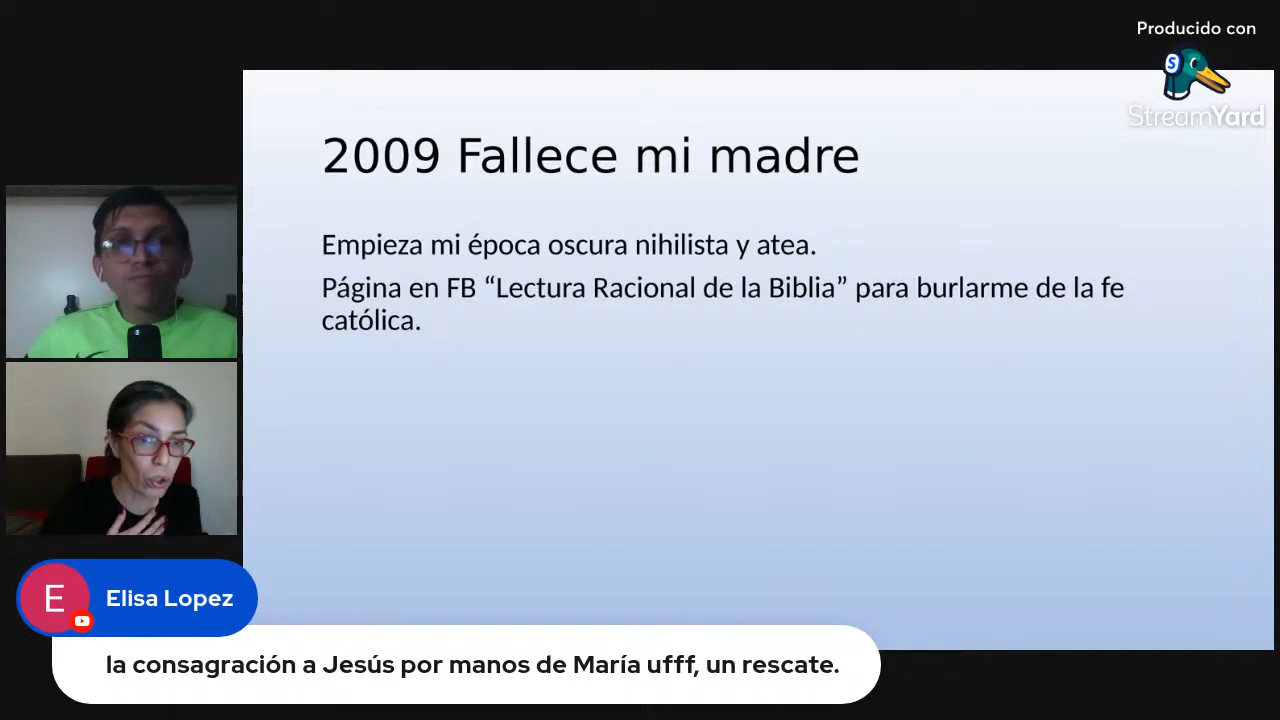 Producido con
StreamYard
2009 Fallece mi madre
Empieza mi época oscura nihilista y atea.
Página en FB “Lectura Racional de la Biblia” para burlarme de la fe
católica.
E
Elisa Lopez
la consagración a Jesús por manos de María ufff, un rescate.